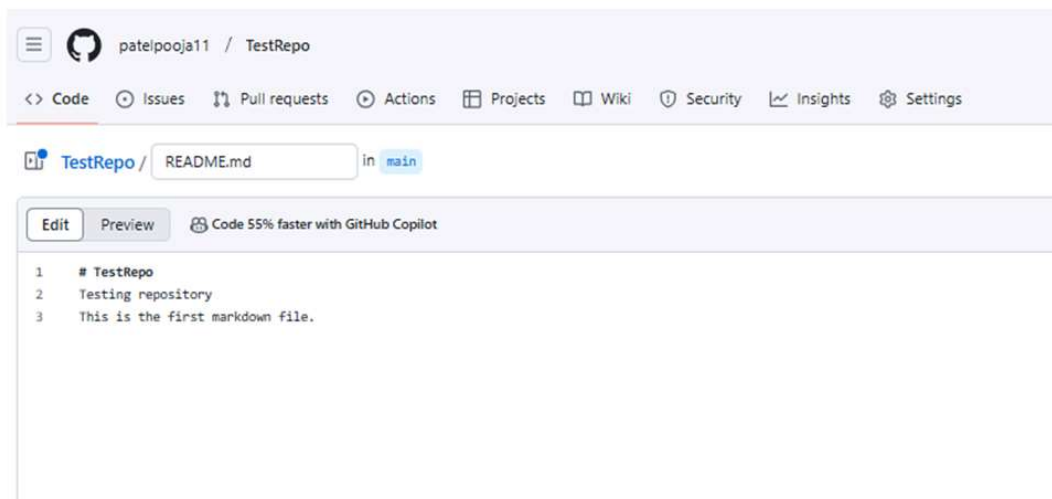 patelpooja11 / TestRepo
<> Code Issues Pull requests Actions Projects Wiki Security Insights Settings
TestRepo / README.md in main
Edit Preview Code 55% faster with GitHub Copilot
1 # TestRepo
2 Testing repository
3 This is the first markdown file.